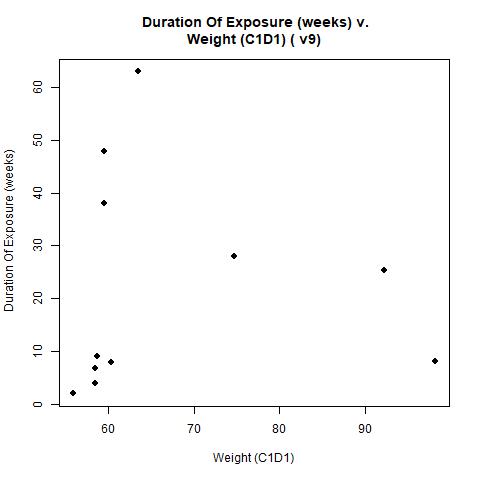 Duration Of Exposure (weeks) v.
Weight (C1D1) ( v9)
Duration Of Exposure (weeks)
60
50
40
30
20
10
0
60 70 80 90
Weight (C1D1)